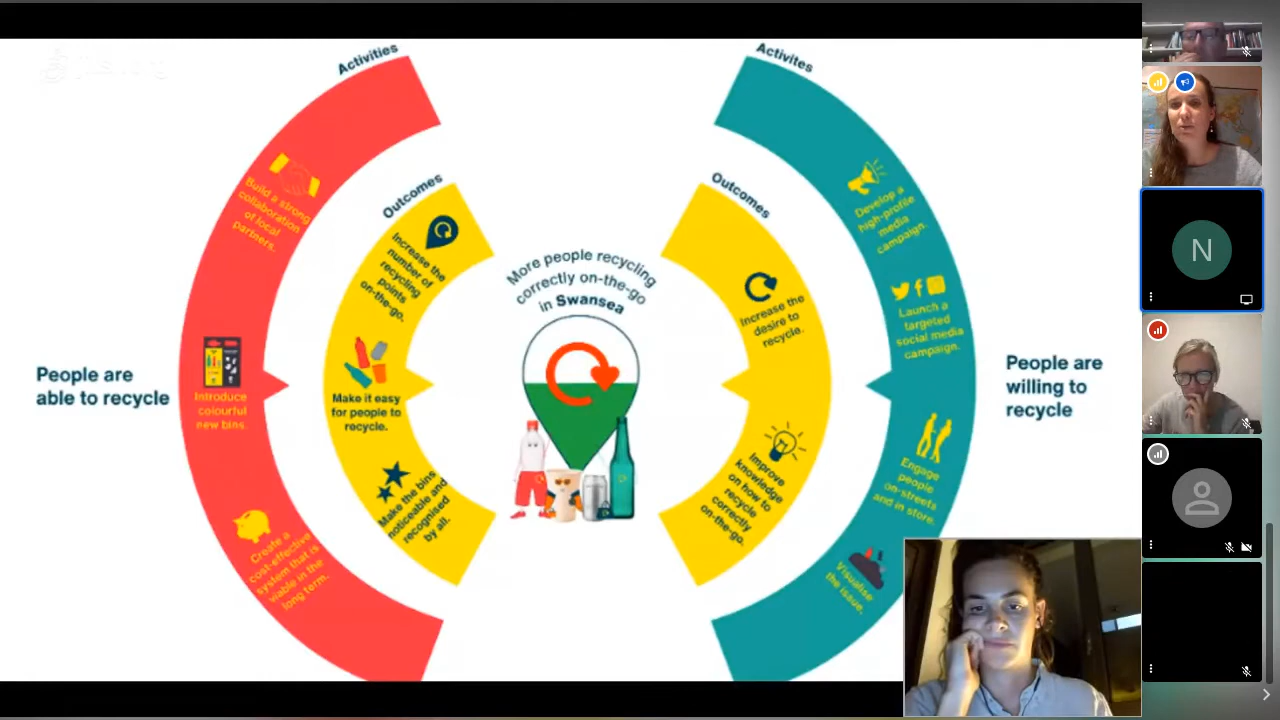 Activities
Build a strong
collaboration
of local
partners.
Introduce
colourful
new bins.
Create a
cost-effective
system that is
viable in the
long term.
People are
able to recycle
Outcomes
Increase the
number of
recycling
points
on-the-go.
Make it easy
for people to
recycle.
Make the bins
noticeable and
recognised
by all.
More people recycling
correctly on-the-go
in Swansea
Outcomes
Increase the
desire to
recycle.
Improve
knowledge
on how to
recycle
correctly
on-the-go.
Activites
Develop a
high-profile
media
campaign.
Launch a
targeted
social media
campaign.
Engage
people
on-streets
and in store.
Visualise
the issue.
People are
willing to
recycle
N